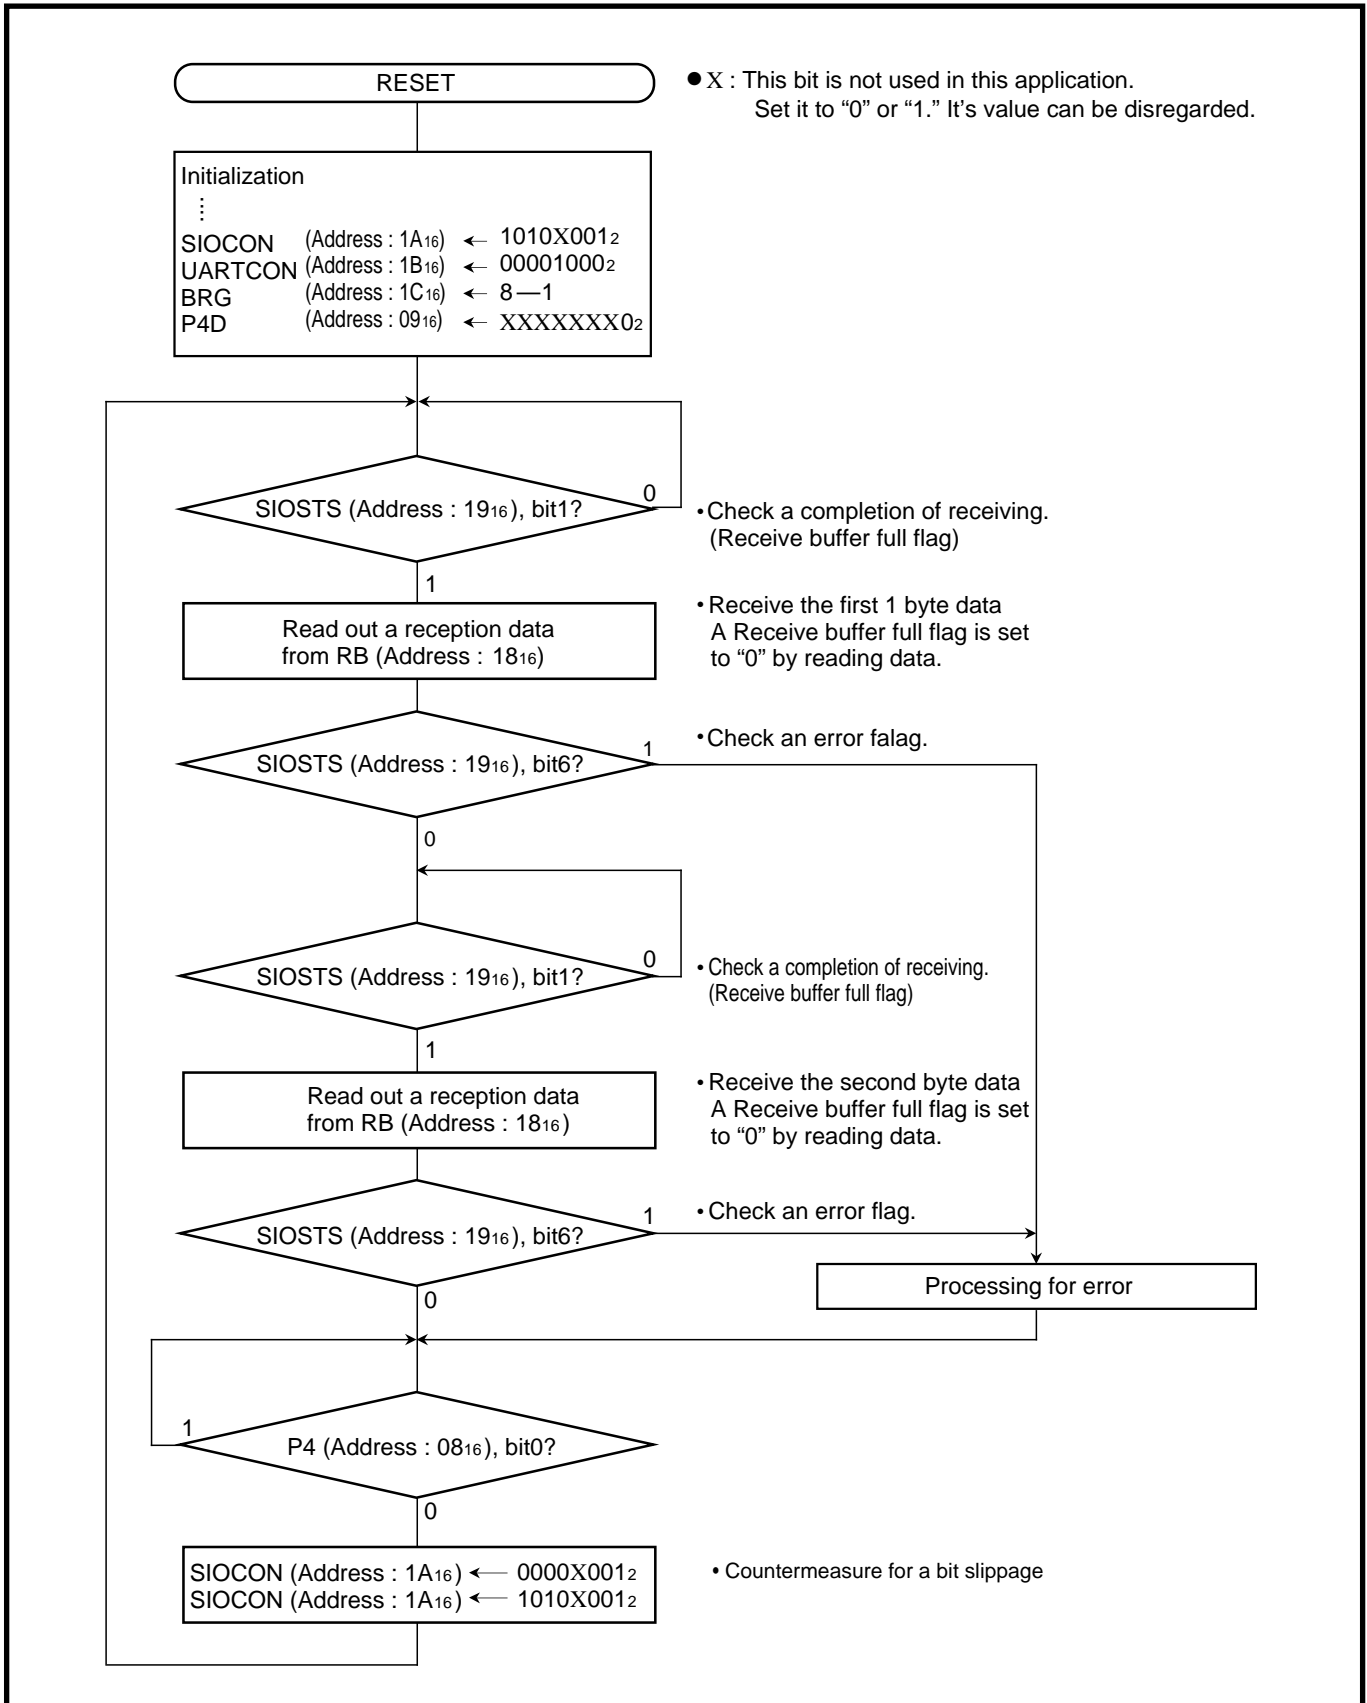 RESET
● X : This bit is not used in this application.
Set it to “0” or “1.” It’s value can be disregarded.
Initialization
⋮
SIOCON (Address : 1A16) ← 1010X0012
UARTCON (Address : 1B16) ← 000010002
BRG (Address : 1C16) ← 8—1
P4D (Address : 0916) ← XXXXXXX02
SIOSTS (Address : 1916), bit1?
0
• Check a completion of receiving.
(Receive buffer full flag)
1
Read out a reception data
from RB (Address : 1816)
• Receive the first 1 byte data
A Receive buffer full flag is set
to “0” by reading data.
SIOSTS (Address : 1916), bit6?
1
• Check an error falag.
0
SIOSTS (Address : 1916), bit1?
0
• Check a completion of receiving.
(Receive buffer full flag)
1
Read out a reception data
from RB (Address : 1816)
• Receive the second byte data
A Receive buffer full flag is set
to “0” by reading data.
SIOSTS (Address : 1916), bit6?
1
• Check an error flag.
0
Processing for error
1
P4 (Address : 0816), bit0?
0
SIOCON (Address : 1A16) ← 0000X0012
SIOCON (Address : 1A16) ← 1010X0012
• Countermeasure for a bit slippage